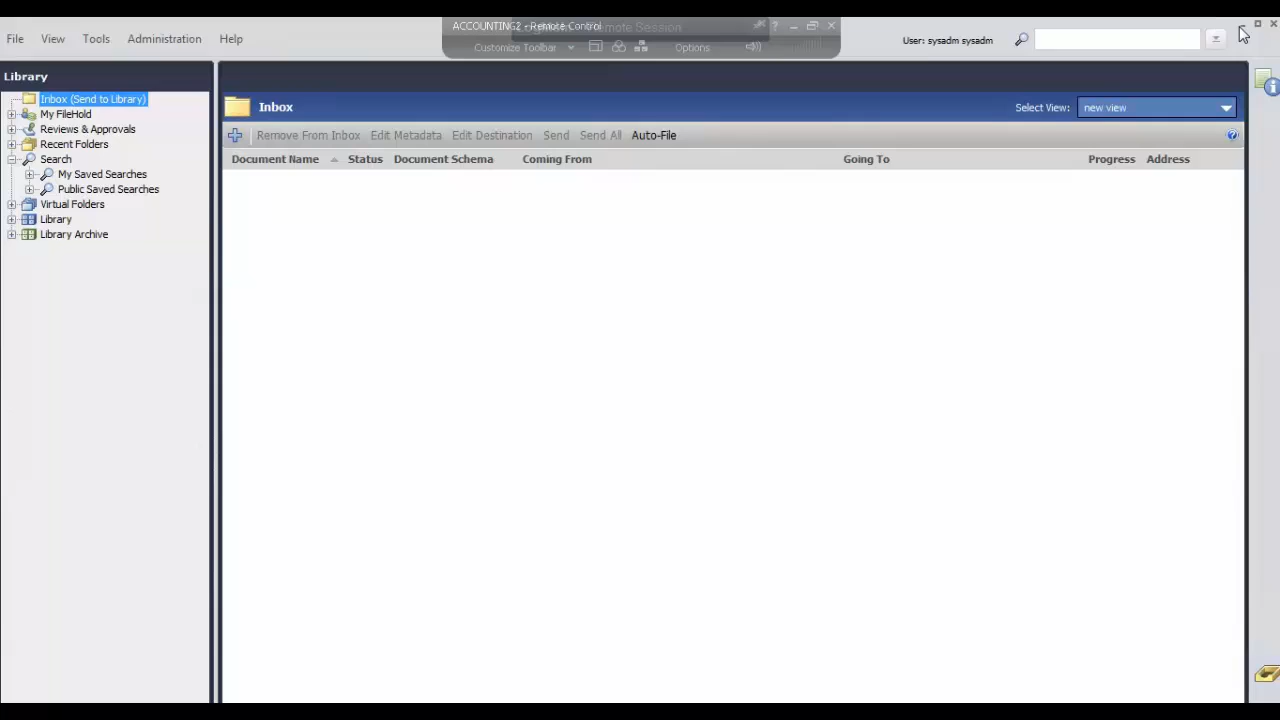 ACCOUNTING2 - Remote Control
Remote Session
Customize Toolbar
Options
File View Tools Administration Help
User: sysadm sysadm
Library
Inbox (Send to Library)
My FileHold
Reviews & Approvals
Recent Folders
Search
My Saved Searches
Public Saved Searches
Virtual Folders
Library
Library Archive
Inbox
Select View: new view
Remove From Inbox Edit Metadata Edit Destination Send Send All Auto-File
Document Name Status Document Schema Coming From Going To Progress Address